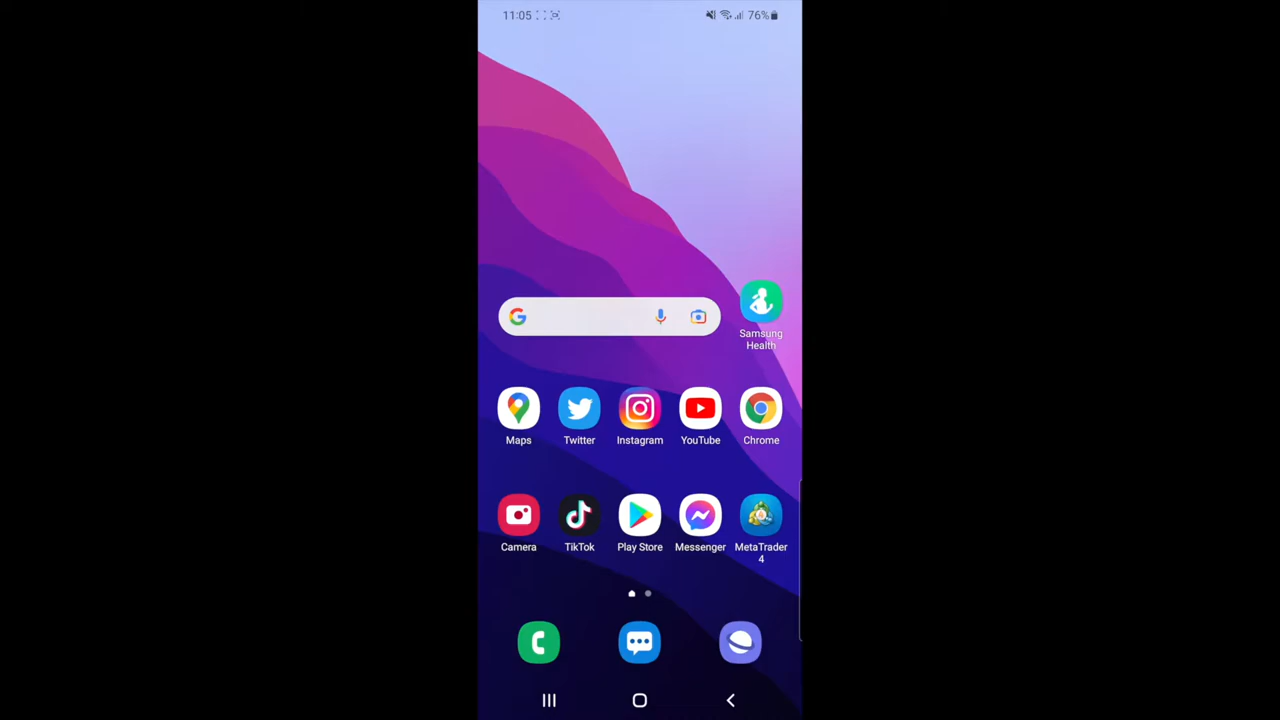 11:05 76%
Samsung
Health
Maps Twitter Instagram YouTube Chrome
Camera TikTok Play Store Messenger MetaTrader
4